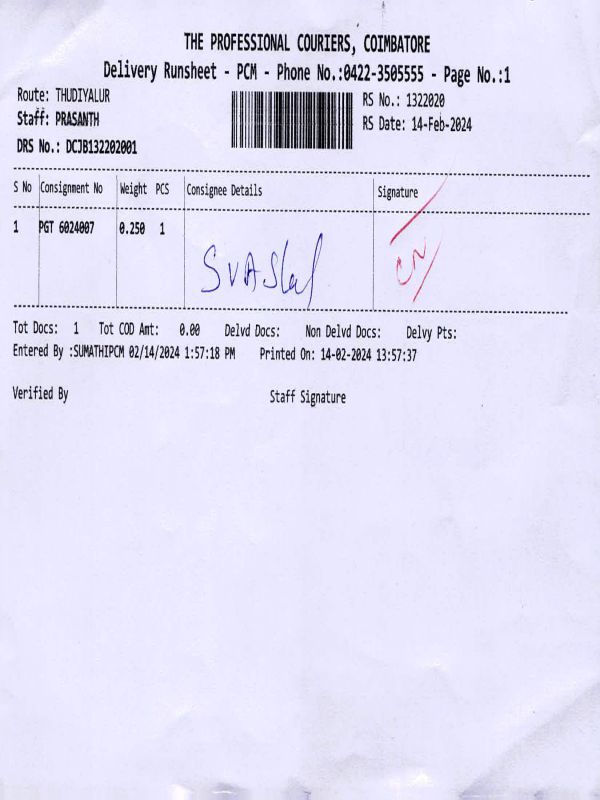 THE PROFESSIONAL COURIERS, COIMBATORE
Delivery Runsheet - PCM - Phone No.:0422-3505555 - Page No.:1
Route: THUDIYALUR
RS No.: 1322020
Staff: PRASANTH
RS Date: 14-Feb-2024
DRS No.: DCJB132202001
S No Consignment No Weight PCS Consignee Details Signature
1 PGT 6024007 0.250 1
Tot Docs: 1 Tot COD Amt: 0.00 Delvd Docs: Non Delvd Docs: Delvy Pts:
Entered By :SUMATHIPCM 02/14/2024 1:57:18 PM Printed On: 14-02-2024 13:57:37
Verified By Staff Signature